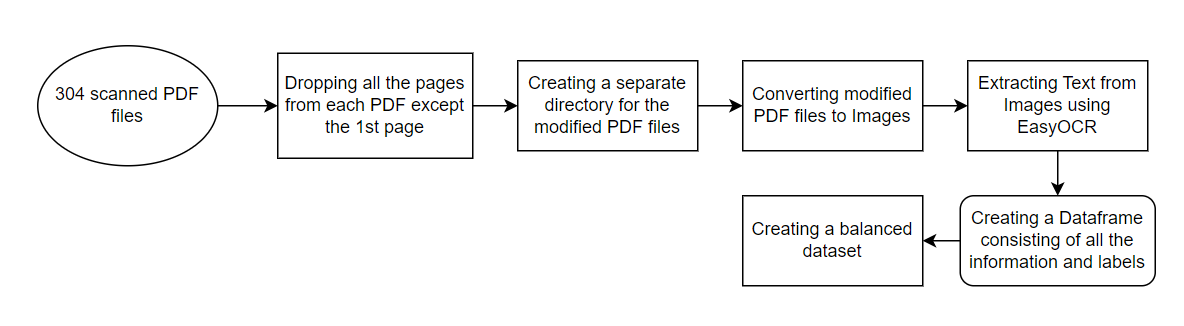 304 scanned PDF
files
Dropping all the pages
from each PDF except
the 1st page
Creating a separate
directory for the
modified PDF files
Converting modified
PDF files to Images
Extracting Text from
Images using
EasyOCR
Creating a Dataframe
consisting of all the
information and labels
Creating a balanced
dataset